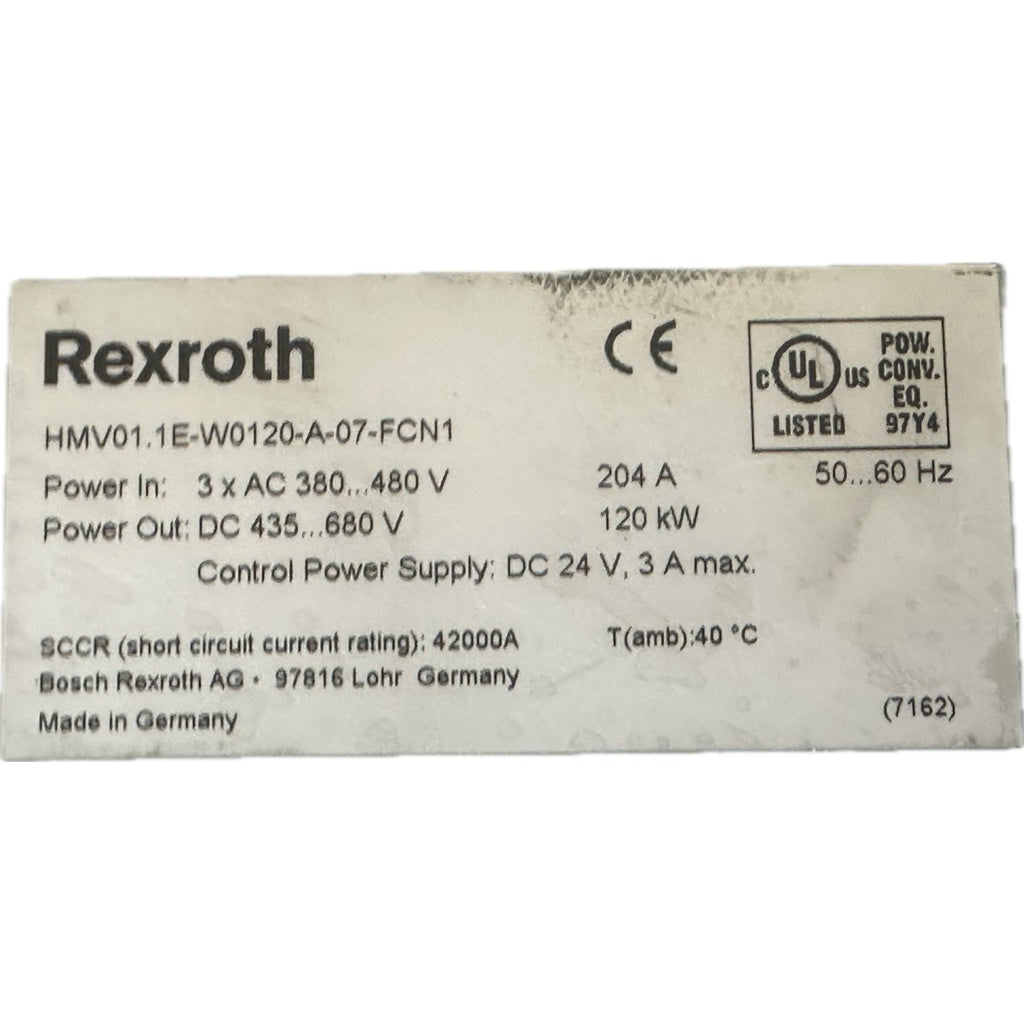 Rexroth
CE
C UL US LISTED
POW.
CONV.
EQ.
97Y4
HMV01.1E-W0120-A-07-FCN1
Power In: 3 x AC 380...480 V 204 A 50...60 Hz
Power Out: DC 435...680 V 120 kW
Control Power Supply: DC 24 V, 3 A max.
SCCR (short circuit current rating): 42000A T(amb):40 °C
Bosch Rexroth AG • 97816 Lohr Germany
Made in Germany
(7162)